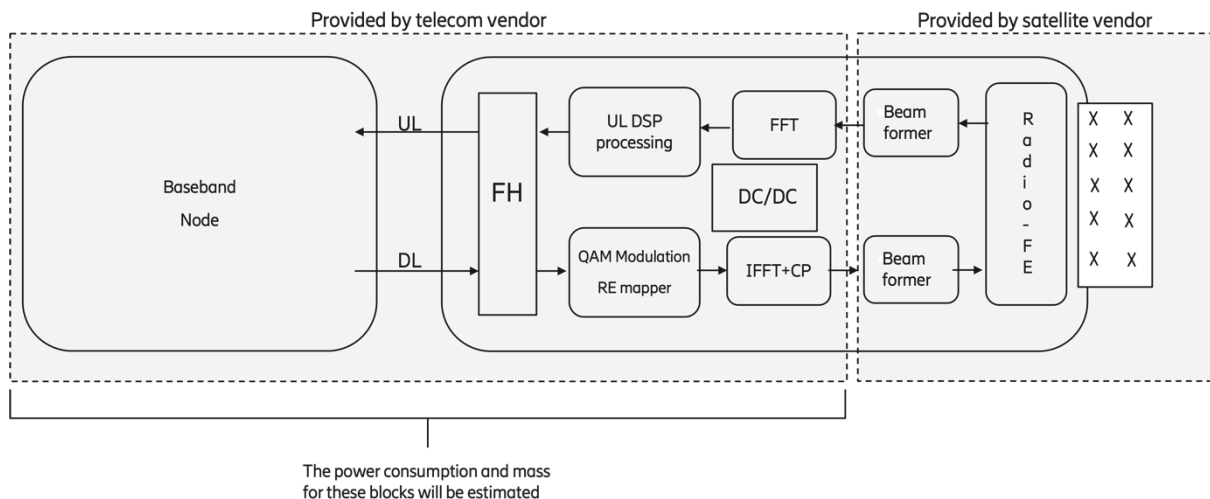 Provided by telecom vendor
Provided by satellite vendor
Baseband
Node
UL
DL
FH
UL DSP
processing
FFT
DC/DC
QAM Modulation
RE mapper
IFFT+CP
Beam
former
Beam
former
R
a
d
i
o
-
F
E
X X
X X
X X
X X
X X
The power consumption and mass
for these blocks will be estimated